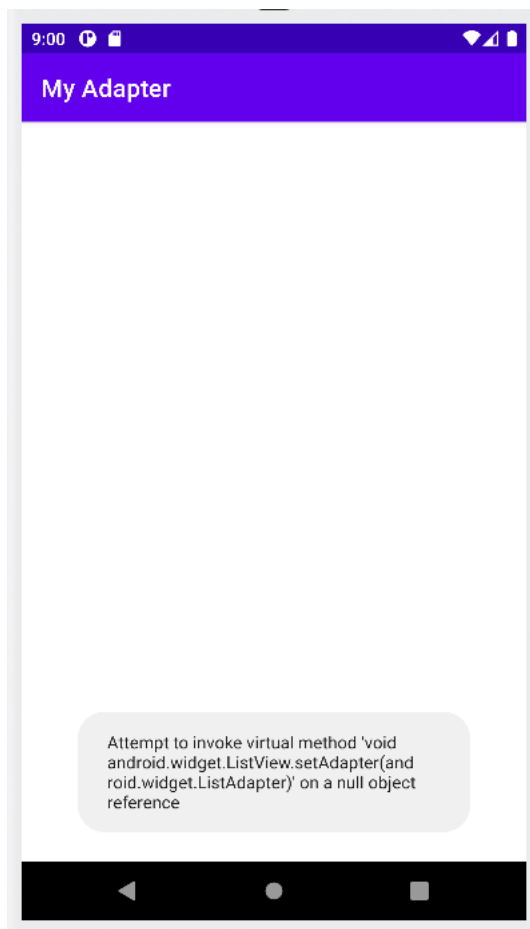 9:00
My Adapter
Attempt to invoke virtual method 'void
android.widget.ListView.setAdapter(and
roid.widget.ListAdapter)' on a null object
reference